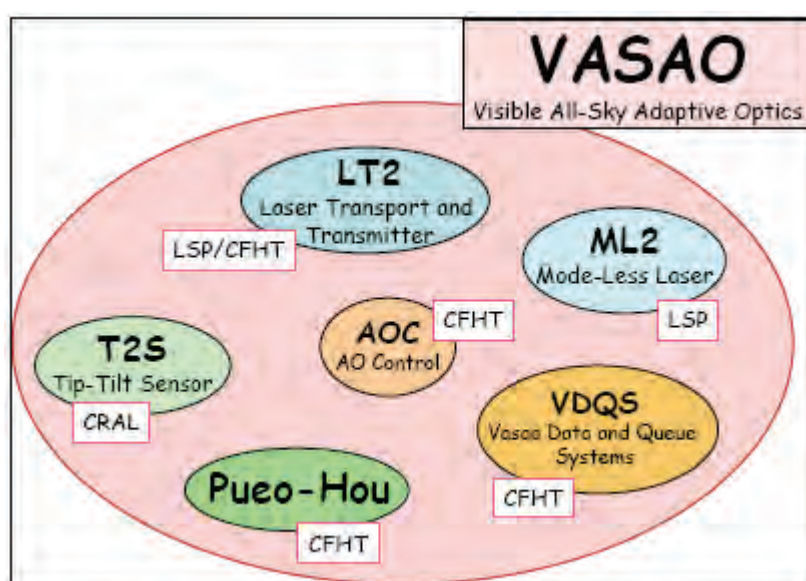 VASAO
Visible All-Sky Adaptive Optics
LT2
Laser Transport and
Transmitter
LSP/CFHT
ML2
Mode-Less Laser
LSP
AOC
AO Control
CFHT
T2S
Tip-Tilt Sensor
CRAL
VDQS
Vasao Data and Queue
Systems
CFHT
Pueo-Hou
CFHT